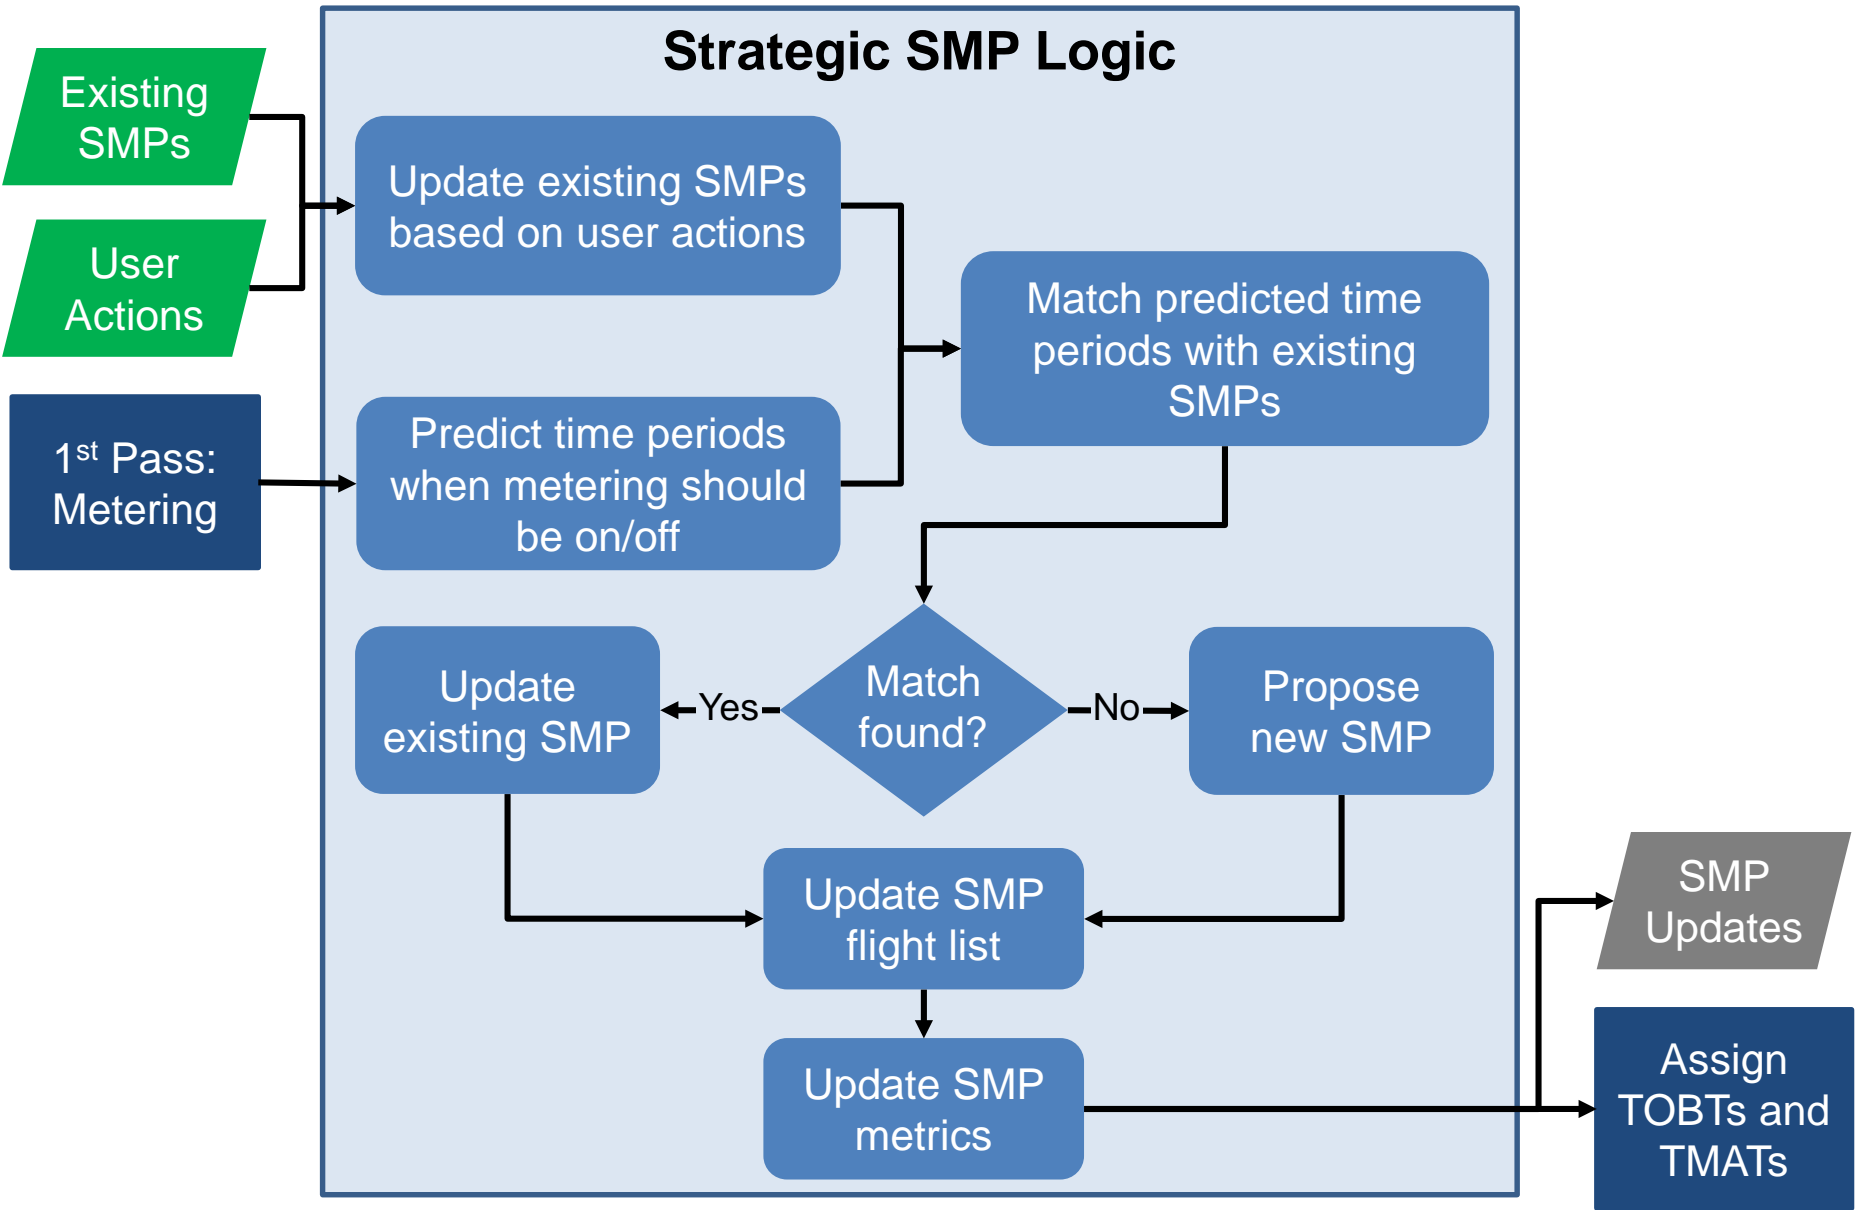 Strategic SMP Logic
Existing
SMPs
User
Actions
1st Pass:
Metering
Update existing SMPs
based on user actions
Predict time periods
when metering should
be on/off
Match predicted time
periods with existing
SMPs
Match
found?
Yes
No
Update
existing SMP
Propose
new SMP
Update SMP
flight list
Update SMP
metrics
SMP
Updates
Assign
TOBTs and
TMATs